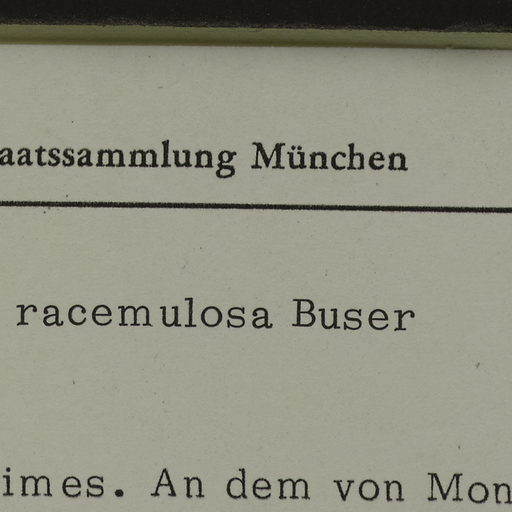 aatssammlung München
racemulosa Buser
imes. An dem von Mon